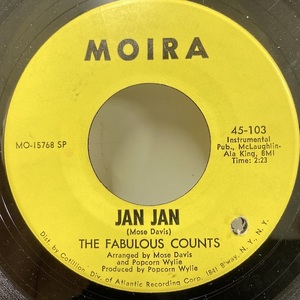 MOIRA
MO-15768 SP
45-103
Instrumental
Pub., McLaughlin-
Ala King, BMI
Time: 2:23
JAN JAN
(Mose Davis)
THE FABULOUS COUNTS
Arranged by Mose Davis
and Popcorn Wylie
Produced by Popcorn Wylie
Dist. by Cotillion, Div. of Atlantic Recording Corp. 1841 B'way, N.Y., N.Y.